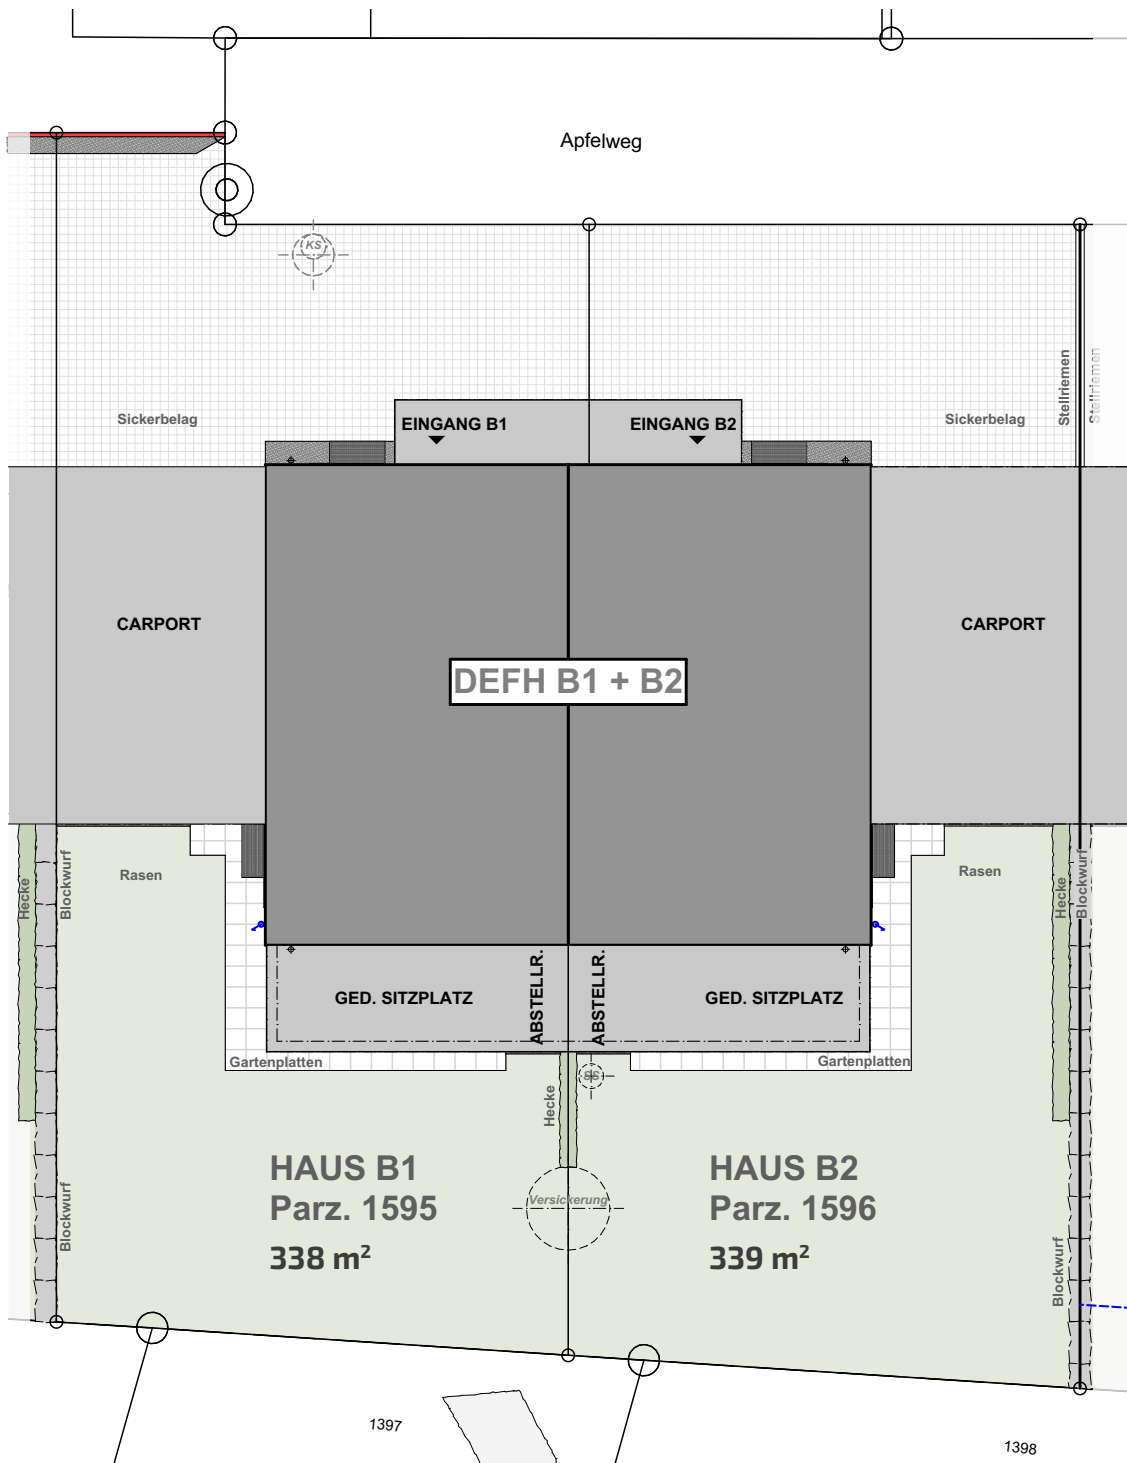 Apfelweg
KS
Stellriemen
Stellriemen
Sickerbelag
EINGANG B1
EINGANG B2
Sickerbelag
CARPORT
CARPORT
DEFH B1 + B2
Hecke
Blockwurf
Rasen
Rasen
Hecke
Blockwurf
GED. SITZPLATZ
ABSTELLR.
ABSTELLR.
GED. SITZPLATZ
Gartenplatten
Gartenplatten
Hecke
HAUS B1
Parz. 1595
338 m²
Versickerung
HAUS B2
Parz. 1596
339 m²
Blockwurf
Blockwurf
1397
1398